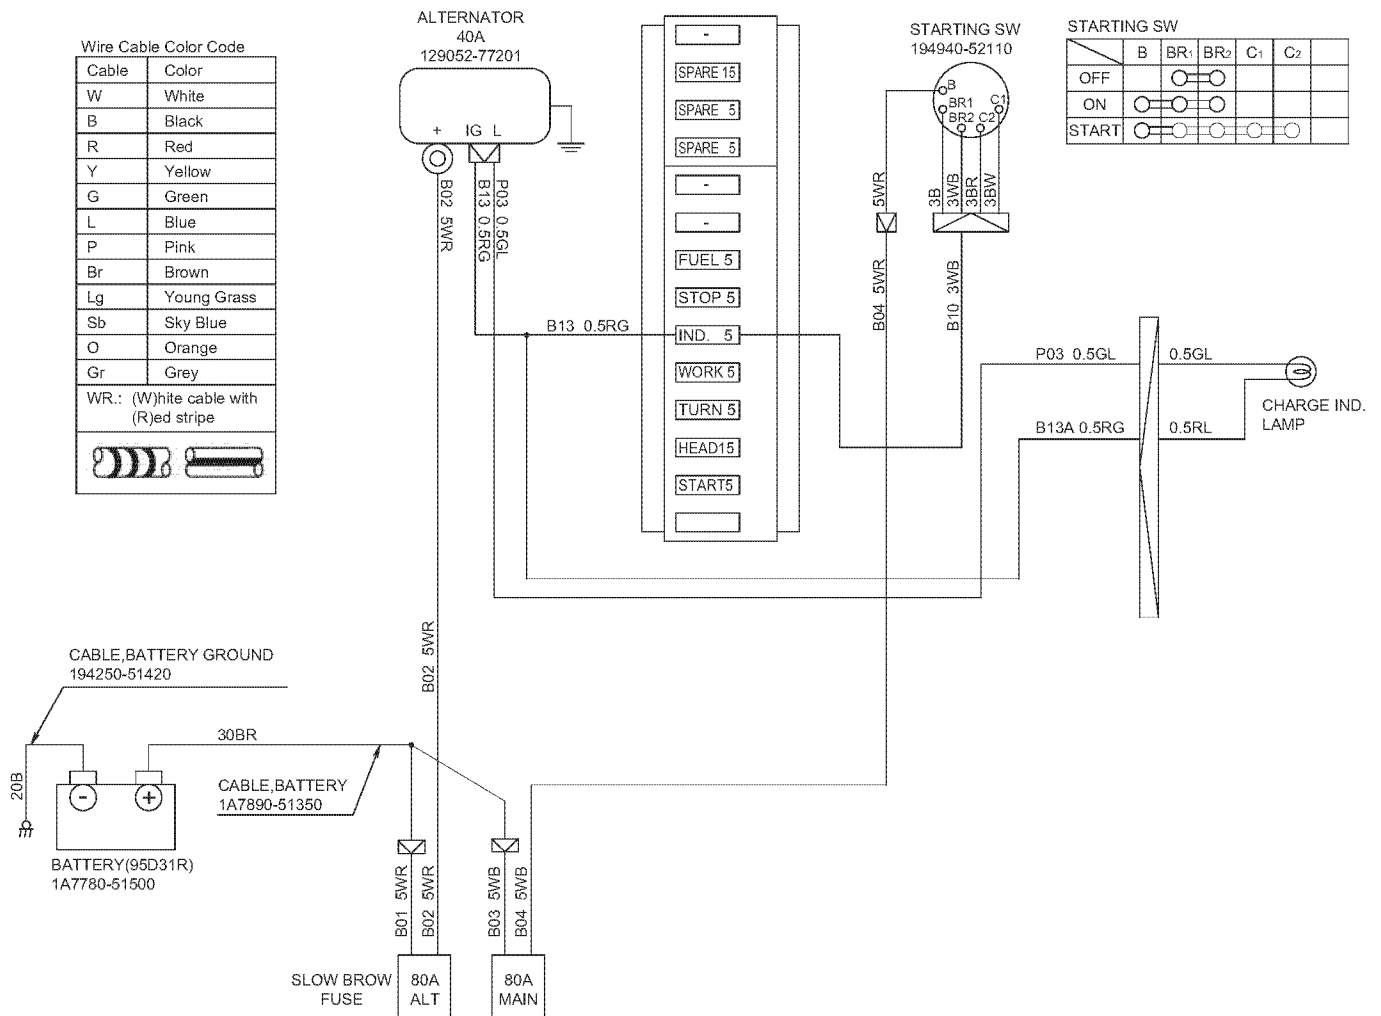 Wire Cable Color Code
Cable Color
W White
B Black
R Red
Y Yellow
G Green
L Blue
P Pink
Br Brown
Lg Young Grass
Sb Sky Blue
O Orange
Gr Grey
WR.: (W)hite cable with
(R)ed stripe
ALTERNATOR
40A
129052-77201
+ IG L
B02 5WR
B13 0.5RG
P03 0.5GL
B13 0.5RG
-
SPARE 15
SPARE 5
SPARE 5
-
-
FUEL 5
STOP 5
IND. 5
WORK 5
TURN 5
HEAD15
START5
STARTING SW
194940-52110
B
BR1 C1
BR2 C2
5WR
3B
3WB
3BR
3BW
B04 5WR
B10 3WB
STARTING SW
B BR1 BR2 C1 C2
OFF
ON
START
P03 0.5GL 0.5GL
B13A 0.5RG 0.5RL
CHARGE IND.
LAMP
B02 5WR
CABLE,BATTERY GROUND
194250-51420
20B
30BR
CABLE,BATTERY
1A7890-51350
- +
BATTERY(95D31R)
1A7780-51500
B01 5WR
B02 5WR
B03 5WB
B04 5WB
SLOW BROW
FUSE
80A
ALT
80A
MAIN